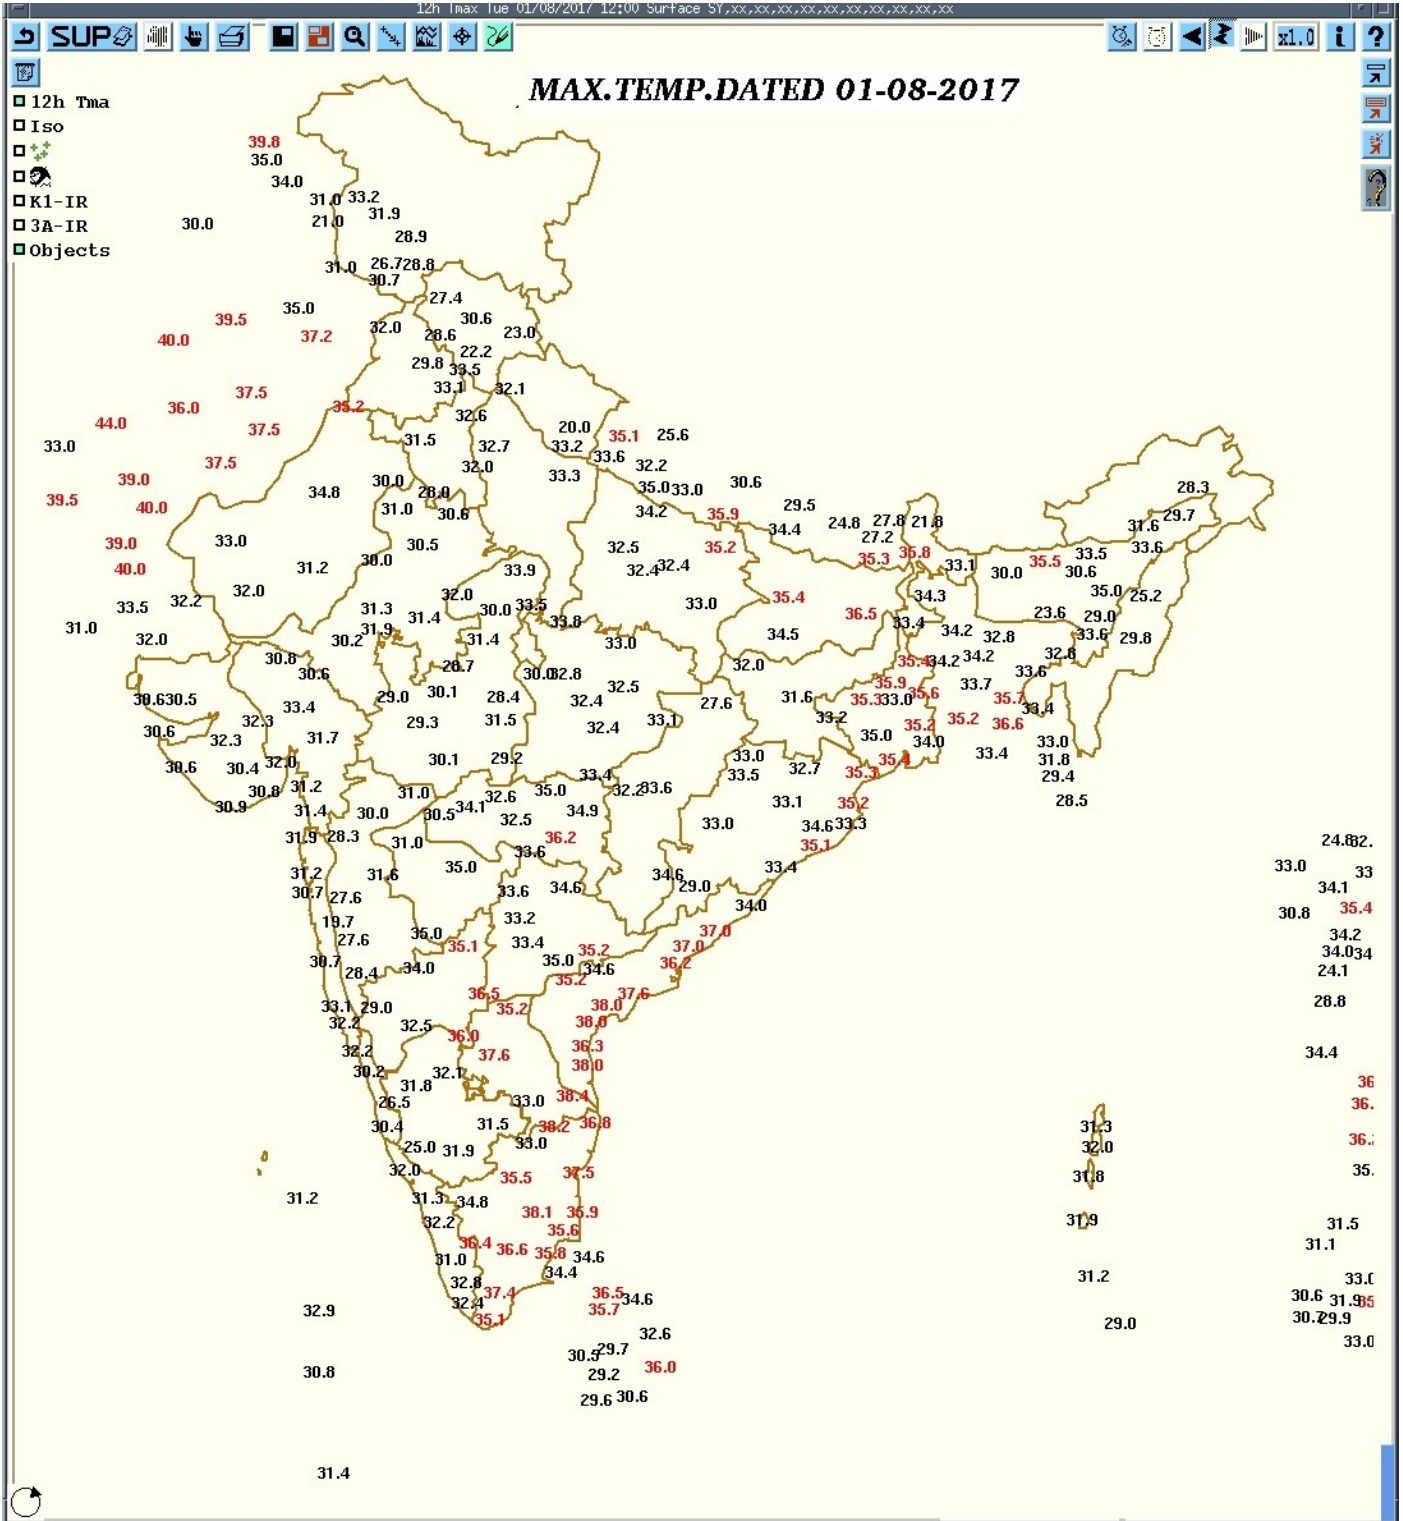 12h Tmax Tue 01/08/2017 12:00 Surface SY,xx,xx,xx,xx,xx,xx,xx,xx,xx,xx
SUP x1.0 i ?
MAX.TEMP.DATED 01-08-2017
12h Tma
Iso
K1-IR
3A-IR
Objects
39.8
35.0
34.0
31.0 33.2
31.9
30.0 21.0
28.9
31.0 26.7 28.8
30.7
27.4
35.0
39.5 30.6
32.0
40.0 37.2 28.6 23.0
22.2
29.8 33.5
33.1 32.1
37.5
36.0 35.2
32.6
44.0 20.0
37.5 35.1 25.6
33.0 31.5 32.7 33.2
33.6
37.5 32.0 32.2
39.0 30.0 33.3 30.6
34.8 28.0 35.0 33.0 28.3
39.5 40.0 31.0 29.5
30.6 34.2 35.9 29.7
24.8 27.8 21.8 31.6
34.4 27.2
39.0 33.0 30.5 32.5 35.2 33.6
35.3 35.8 33.5
30.0 35.5
40.0 31.2 33.9 32.4 32.4 33.1 30.0 30.6
32.0 32.0 35.0 25.2
32.2 35.4 34.3
33.5 31.3 30.0 33.5 33.0
31.4 36.5 23.6 29.0
31.0 31.9 33.8 33.4
32.0 30.2 31.4 33.0 34.5 34.2 32.8 33.6 29.8
30.8 28.7 32.0 35.4 34.2 34.2 32.8
30.6 30.0 32.8 33.6
30.6 30.5 29.0 30.1 28.4 32.5 31.6 35.9 33.7
32.4 27.6 35.3 33.0 35.6 35.7
33.4 33.4
32.3 29.3 31.5 33.1 33.2 35.2 35.2 36.6
30.6 32.4
32.3 31.7 35.0 34.0 33.0
30.1 29.2 33.0 33.4 31.8
30.6 30.4 32.0 33.4 33.5 32.7 35.3 35.4 29.4
30.8 31.2 31.0 32.6 35.0 32.2 33.6
30.9 31.4 30.0 30.5 34.1 34.9 33.1 35.2 28.5
32.5 33.0 34.6 33.3
31.9 28.3 31.0 36.2 35.1 24.8 32.
33.6
31.2 31.6 35.0 34.6 33.4 33.0 33
30.7 27.6 33.6 34.6 29.0 34.1
34.0 30.8 35.4
19.7 33.2
27.6 35.0 35.1 33.4 35.2 37.0 34.2
37.0 34.0 34
30.7 28.4 34.0 35.0 34.6 36.2 24.1
35.2
36.5 37.6
33.1 29.0 35.2 38.0 28.8
32.2 32.5 38.0
36.0
32.2 37.6 36.3 34.4
30.2 32.1 38.0
31.8 36
26.5 33.0 38.4 36.
30.4 31.5 38.2 36.8 31.3
25.0 31.9 33.0 32.0 36.
32.0 35.5 37.5 31.8 35.
31.2 31.3 34.8
32.2 38.1 35.9 31.9 31.5
35.6
36.4 36.6 35.8 34.6 31.1
31.0
32.8 34.4 31.2 33.0
37.4 36.5 34.6 30.6 31.9 35
32.9 32.4 35.7
35.1 29.0 30.7 29.9
32.6 33.0
30.5 29.7
30.8 29.2 36.0
29.6 30.6
31.4